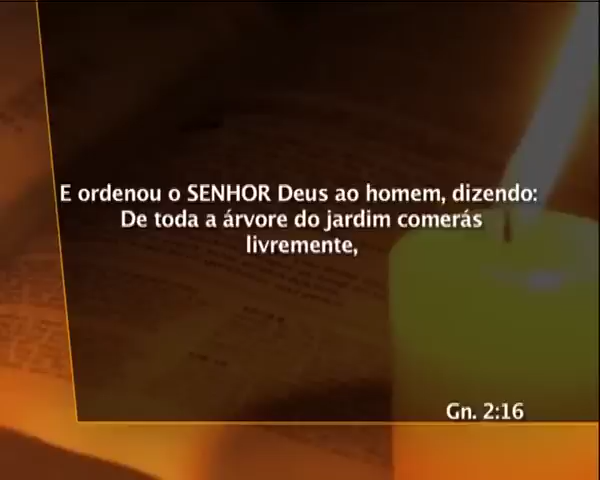 E ordenou o SENHOR Deus ao homem, dizendo:
De toda a árvore do jardim comerás
livremente,
Gn. 2:16